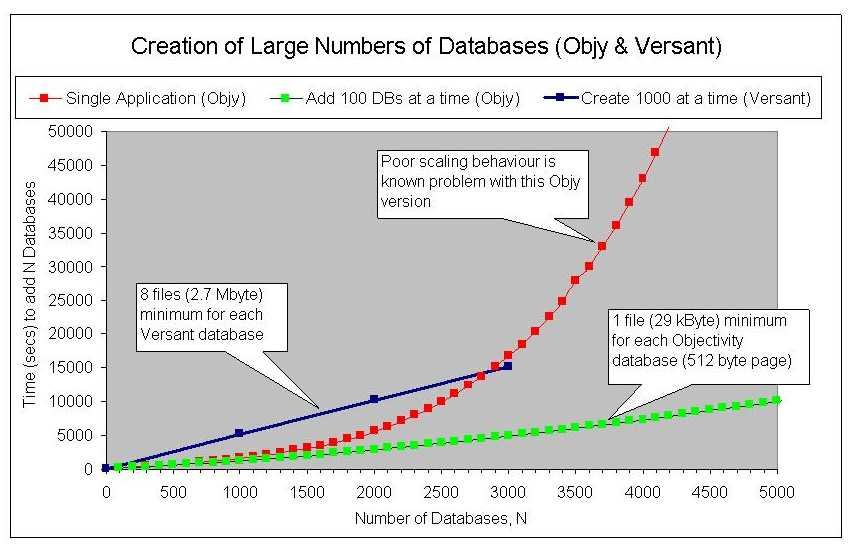 Creation of Large Numbers of Databases (Objy & Versant)
Single Application (Objy)
Add 100 DBs at a time (Objy)
Create 1000 at a time (Versant)
Time (secs) to add N Databases
50000
45000
40000
35000
30000
25000
20000
15000
10000
5000
0
Poor scaling behaviour is
known problem with this Objy
version
8 files (2.7 Mbyte)
minimum for each
Versant database
1 file (29 kByte) minimum
for each Objectivity
database (512 byte page)
0
500
1000
1500
2000
2500
3000
3500
4000
4500
5000
Number of Databases, N